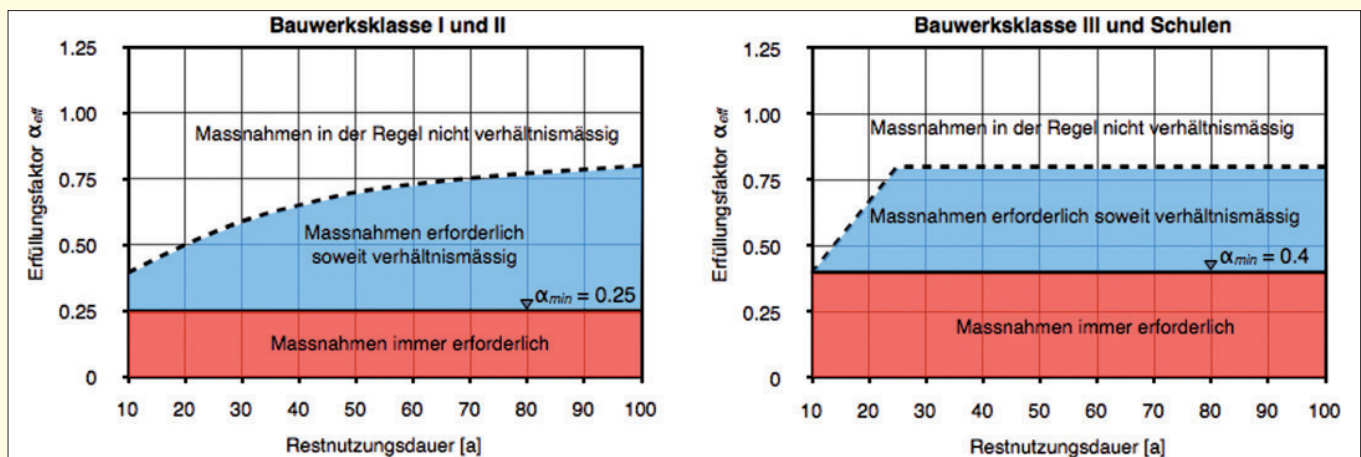 Bauwerksklasse I und II
1.25
1.00
0.75
0.50
0.25
0
Erfüllungsfaktor αeff
Massnahmen in der Regel nicht verhältnismässig
Massnahmen erforderlich
soweit verhältnismässig
αmin = 0.25
Massnahmen immer erforderlich
10 20 30 40 50 60 70 80 90 100
Restnutzungsdauer [a]
Bauwerksklasse III und Schulen
1.25
1.00
0.75
0.50
0.25
0
Erfüllungsfaktor αeff
Massnahmen in der Regel nicht verhältnismässig
Massnahmen erforderlich soweit verhältnismässig
αmin = 0.4
Massnahmen immer erforderlich
10 20 30 40 50 60 70 80 90 100
Restnutzungsdauer [a]